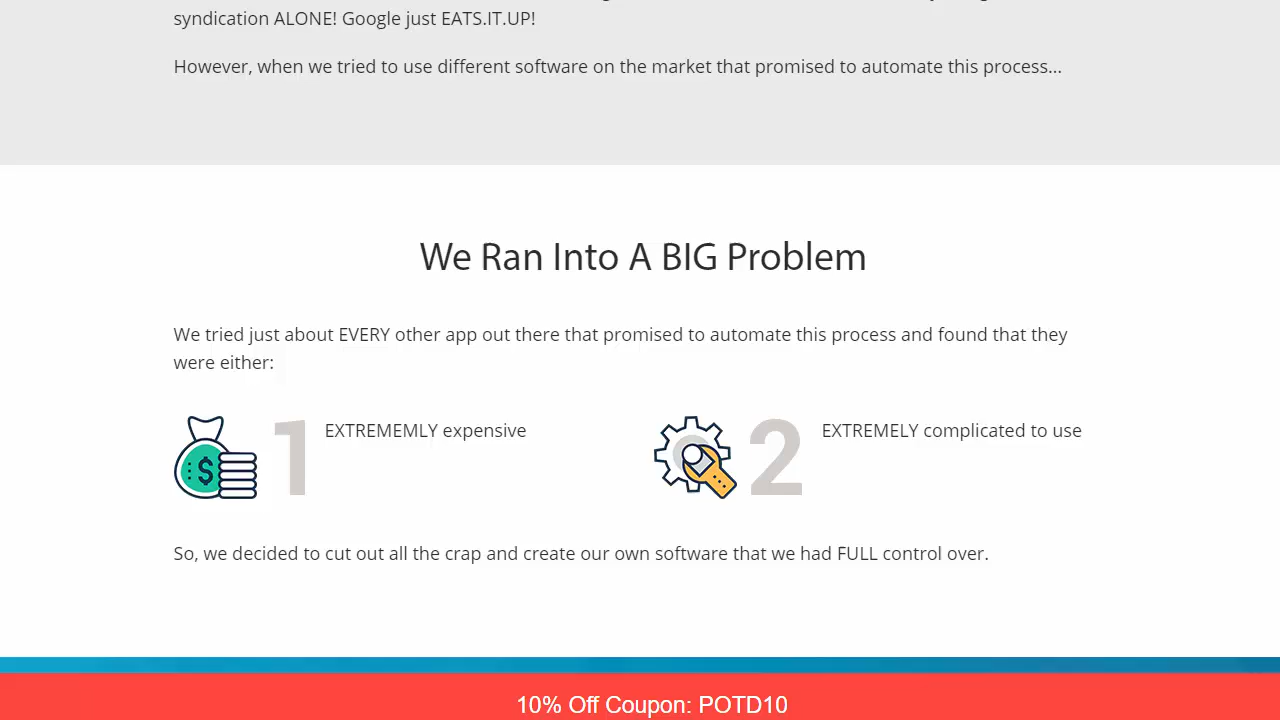 syndication ALONE! Google just EATS.IT.UP!
However, when we tried to use different software on the market that promised to automate this process...
We Ran Into A BIG Problem
We tried just about EVERY other app out there that promised to automate this process and found that they
were either:
1 EXTREMEMLY expensive
2 EXTREMELY complicated to use
So, we decided to cut out all the crap and create our own software that we had FULL control over.
10% Off Coupon: POTD10